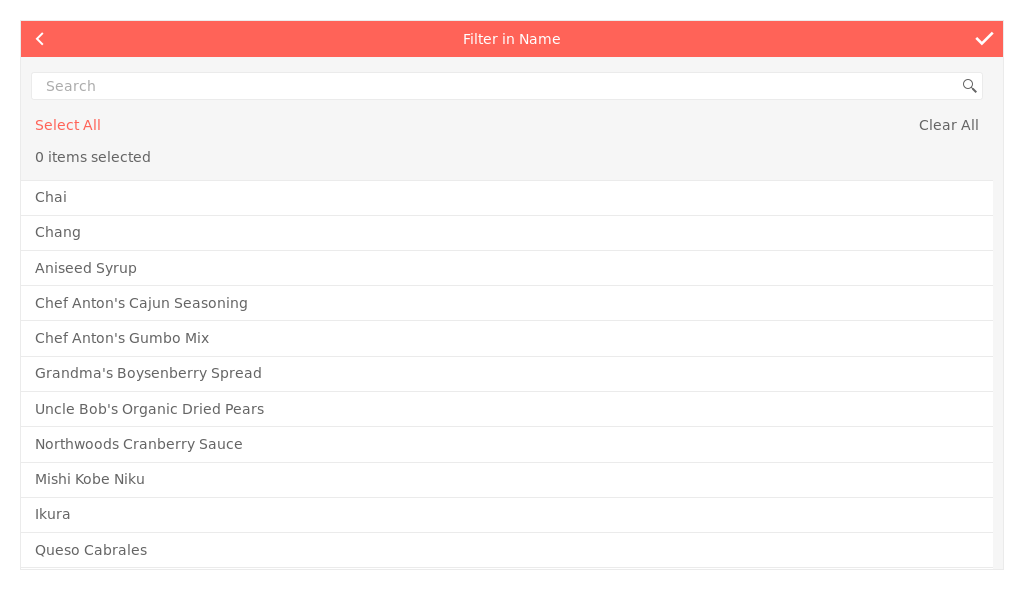 Filter in Name
Search
Select All
Clear All
0 items selected
Chai
Chang
Aniseed Syrup
Chef Anton's Cajun Seasoning
Chef Anton's Gumbo Mix
Grandma's Boysenberry Spread
Uncle Bob's Organic Dried Pears
Northwoods Cranberry Sauce
Mishi Kobe Niku
Ikura
Queso Cabrales